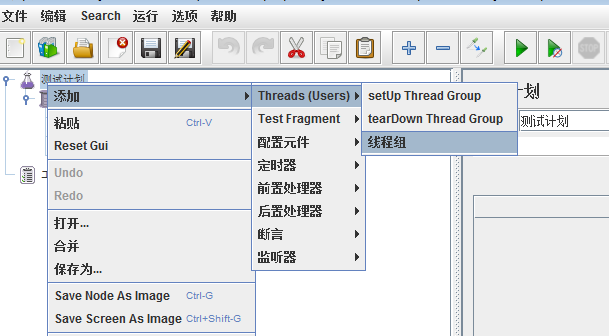 文件 编辑 Search 运行 选项 帮助
STOP
测试计划
添加
粘贴 Ctrl-V
Reset Gui
Undo
Redo
打开...
合并
保存为...
Save Node As Image Ctrl-G
Save Screen As Image Ctrl+Shift-G
Threads (Users)
Test Fragment
配置元件
定时器
前置处理器
后置处理器
断言
监听器
setUp Thread Group
tearDown Thread Group
线程组
计划
测试计划